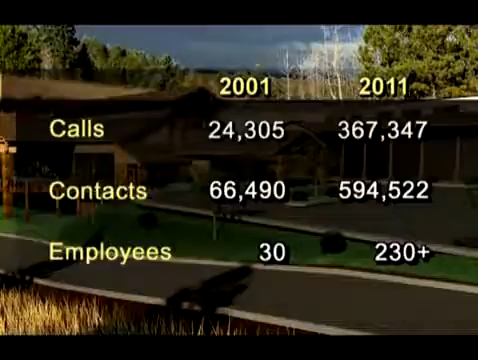 2001 2011
Calls 24,305 367,347
Contacts 66,490 594,522
Employees 30 230+